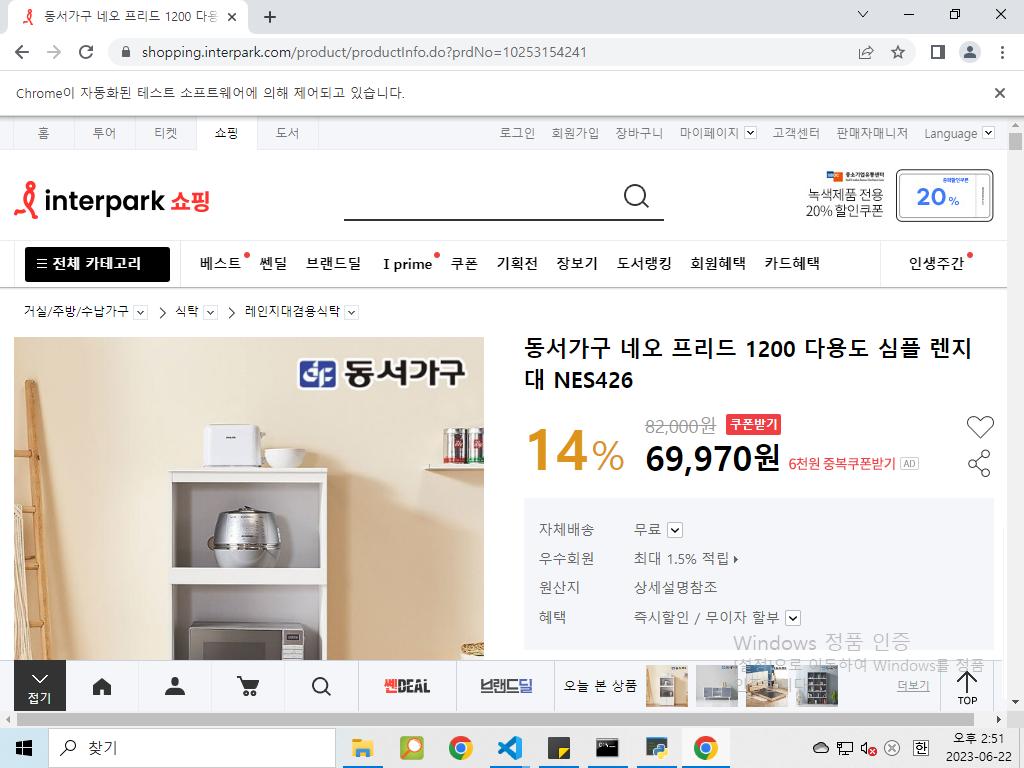 동서가구 네오 프리드 1200 다용
shopping.interpark.com/product/productInfo.do?prdNo=10253154241
Chrome이 자동화된 테스트 소프트웨어에 의해 제어되고 있습니다.
홈 투어 티켓 쇼핑 도서 로그인 회원가입 장바구니 마이페이지 고객센터 판매자매니저 Language
interpark 쇼핑
중소기업유통센터
녹색제품 전용
20% 할인쿠폰
중복할인쿠폰
20%
전체 카테고리 베스트 쎈딜 브랜드딜 I prime 쿠폰 기획전 장보기 도서랭킹 회원혜택 카드혜택 인생주간
거실/주방/수납가구 식탁 레인지대겸용식탁
동서가구
동서가구 네오 프리드 1200 다용도 심플 렌지
대 NES426
14% 82,000원 쿠폰받기
69,970원 6천원 중복쿠폰받기 AD
자체배송 무료
우수회원 최대 1.5% 적립
원산지 상세설명참조
혜택 즉시할인 / 무이자 할부
Windows 정품 인증
[설정]으로 이동하여 Windows를 정품
접기 쎈DEAL 브랜드딜 오늘 본 상품 더보기 TOP
찾기
한
오후 2:51
2023-06-22